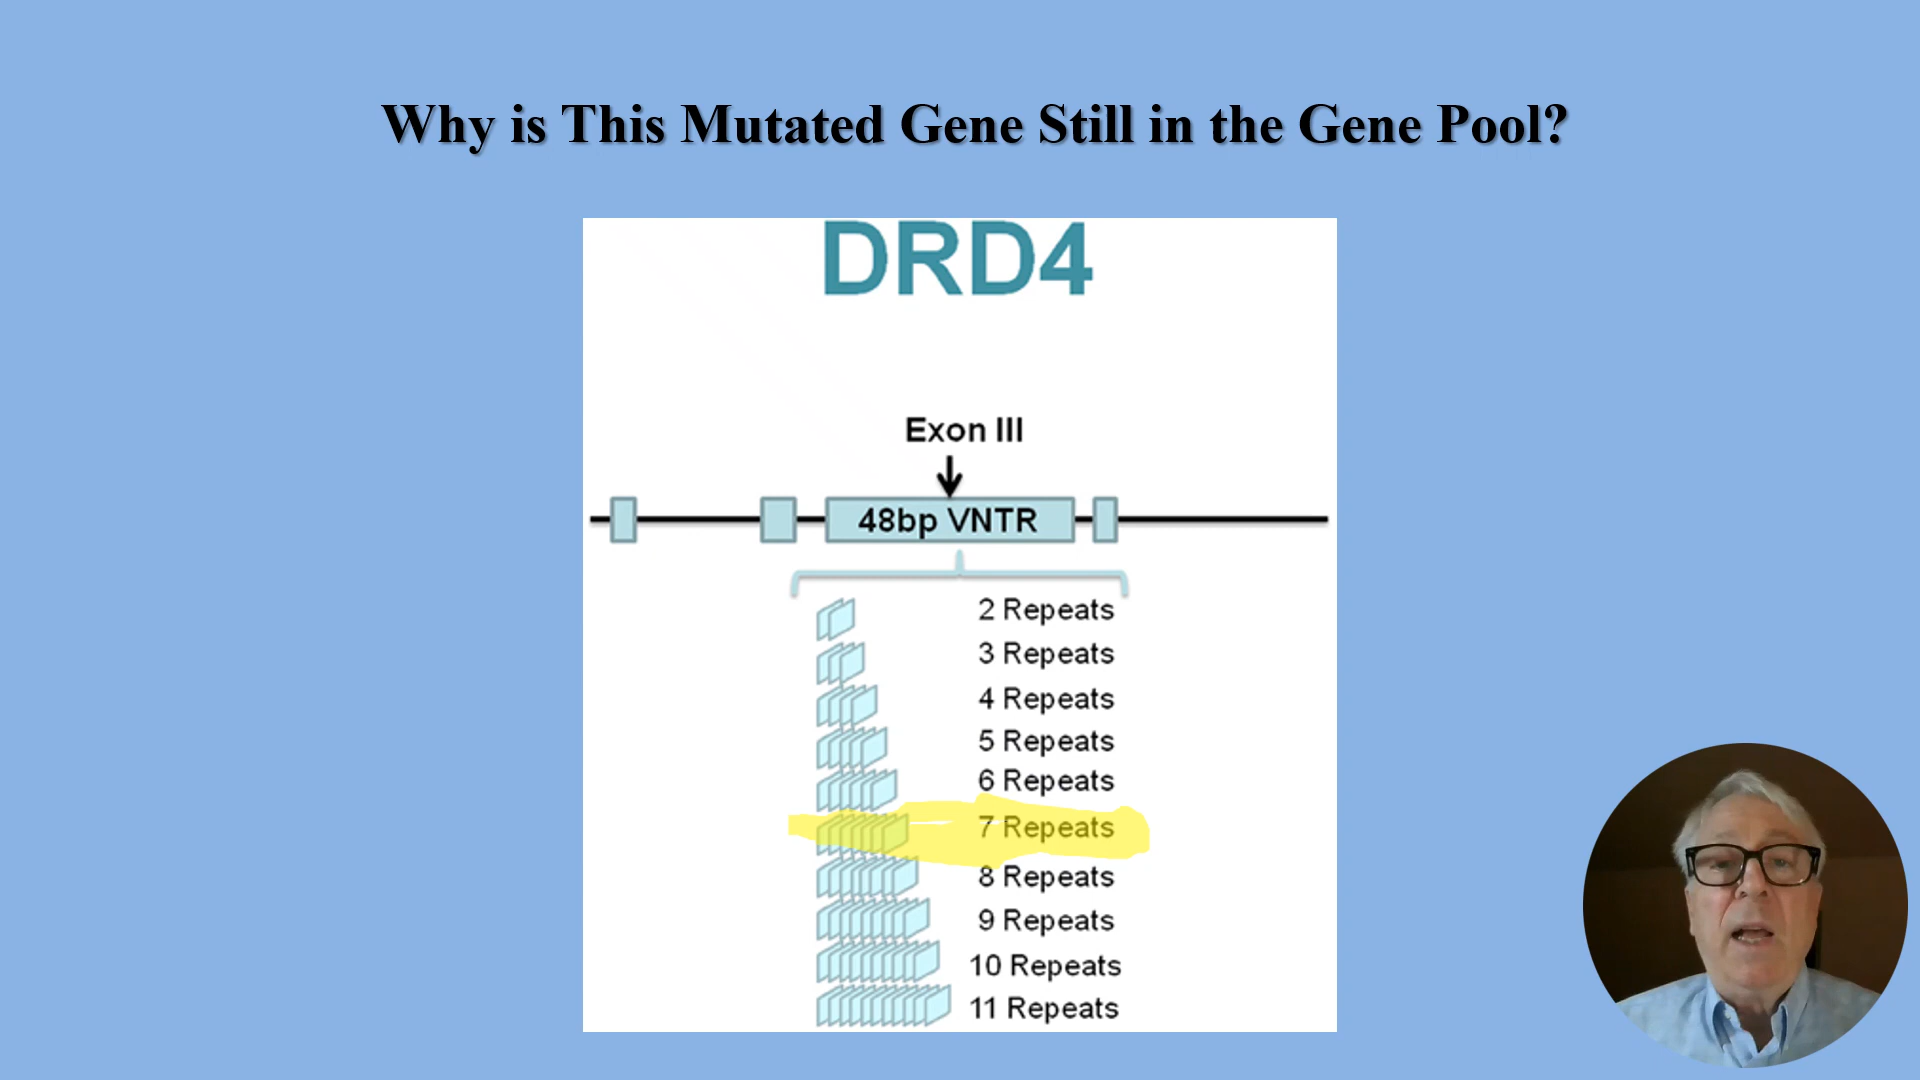 Why is This Mutated Gene Still in the Gene Pool?
DRD4
Exon III
48bp VNTR
2 Repeats
3 Repeats
4 Repeats
5 Repeats
6 Repeats
7 Repeats
8 Repeats
9 Repeats
10 Repeats
11 Repeats